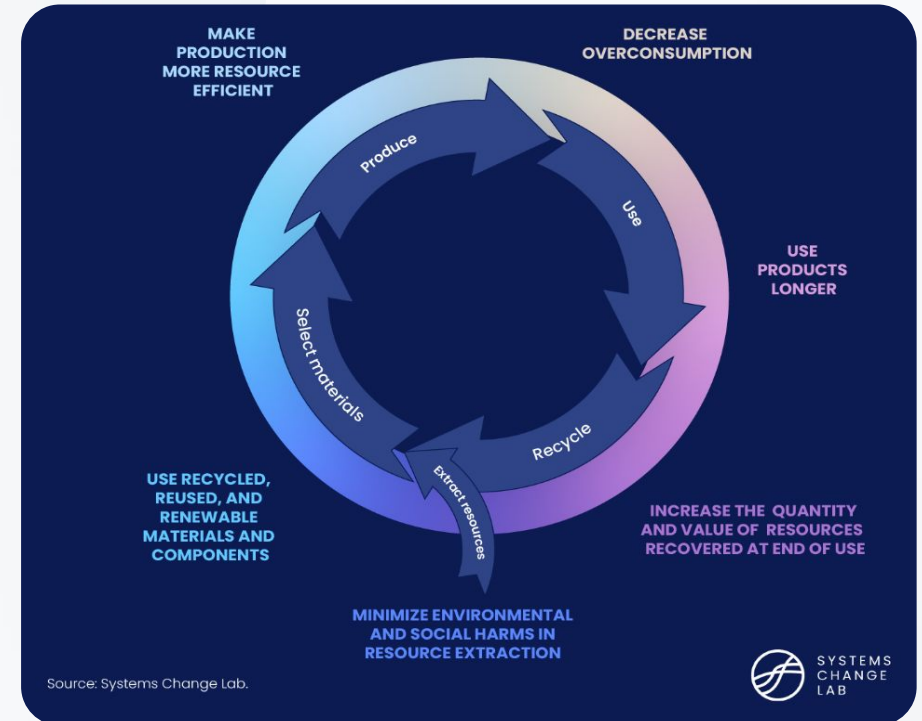 MAKE
PRODUCTION
MORE RESOURCE
EFFICIENT
DECREASE
OVERCONSUMPTION
Produce
Use
USE
PRODUCTS
LONGER
Select materials
Recycle
Extract resources
USE RECYCLED,
REUSED, AND
RENEWABLE
MATERIALS AND
COMPONENTS
INCREASE THE QUANTITY
AND VALUE OF RESOURCES
RECOVERED AT END OF USE
MINIMIZE ENVIRONMENTAL
AND SOCIAL HARMS IN
RESOURCE EXTRACTION
Source: Systems Change Lab.
SYSTEMS
CHANGE
LAB